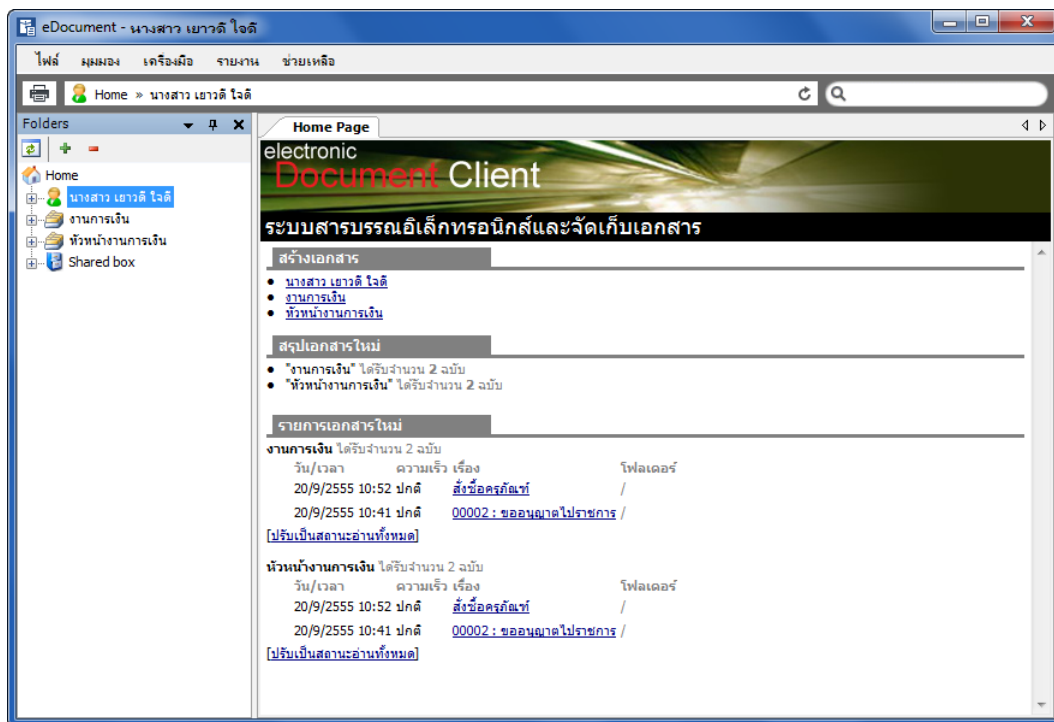 eDocument - นางสาว เยาวดี ใจดี
ไฟล์ มุมมอง เครื่องมือ รายงาน ช่วยเหลือ
Home » นางสาว เยาวดี ใจดี
Folders
Home
นางสาว เยาวดี ใจดี
งานการเงิน
หัวหน้างานการเงิน
Shared box
Home Page
electronic
Document Client
ระบบสารบรรณอิเล็กทรอนิกส์และจัดเก็บเอกสาร
สร้างเอกสาร
นางสาว เยาวดี ใจดี
งานการเงิน
หัวหน้างานการเงิน
สรุปเอกสารใหม่
"งานการเงิน" ได้รับจำนวน 2 ฉบับ
"หัวหน้างานการเงิน" ได้รับจำนวน 2 ฉบับ
รายการเอกสารใหม่
งานการเงิน ได้รับจำนวน 2 ฉบับ
วัน/เวลา ความเร็ว เรื่อง โฟลเดอร์
20/9/2555 10:52 ปกติ สั่งซื้อครุภัณฑ์ /
20/9/2555 10:41 ปกติ 00002 : ขออนุญาตไปราชการ /
[ปรับเป็นสถานะอ่านทั้งหมด]
หัวหน้างานการเงิน ได้รับจำนวน 2 ฉบับ
วัน/เวลา ความเร็ว เรื่อง โฟลเดอร์
20/9/2555 10:52 ปกติ สั่งซื้อครุภัณฑ์ /
20/9/2555 10:41 ปกติ 00002 : ขออนุญาตไปราชการ /
[ปรับเป็นสถานะอ่านทั้งหมด]